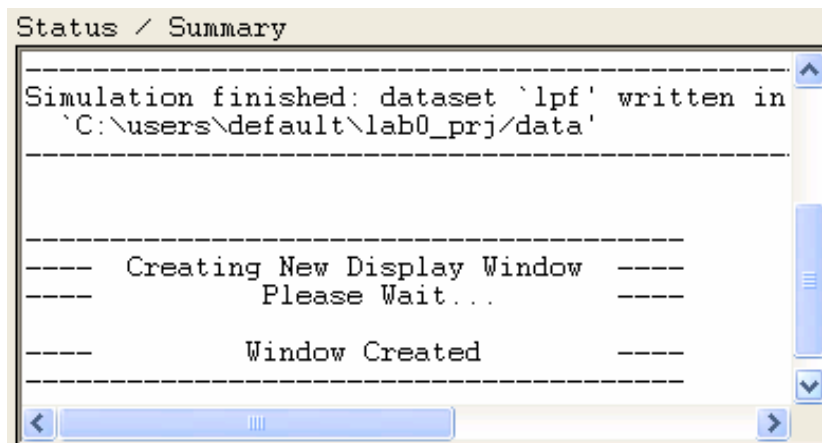 Status / Summary
----------------------------------------------
Simulation finished: dataset `lpf' written in
`C:\users\default\lab0_prj/data'
----------------------------------------------
---------------------------------------
---- Creating New Display Window ----
---- Please Wait... ----
---- Window Created ----
---------------------------------------